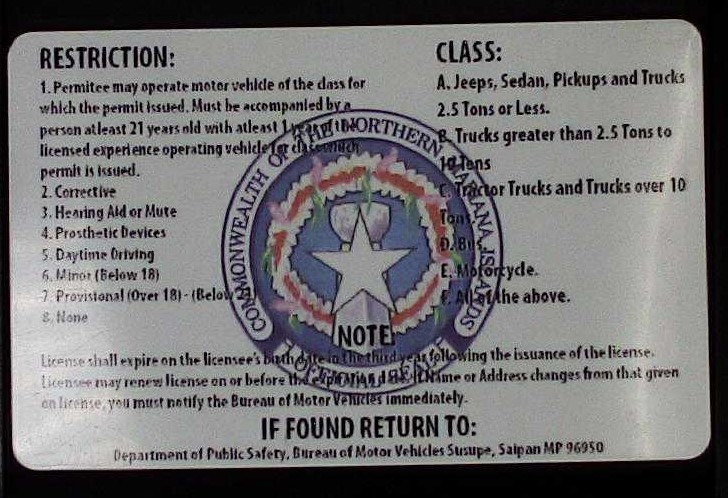 RESTRICTION:
1. Permitee may operate motor vehicle of the class for
which the permit issued. Must be accompanied by a
person atleast 21 years old with atleast 1 year of the
licensed experience operating vehicle for class which
permit is issued.
2. Corrective
3. Hearing Aid or Mute
4. Prosthetic Devices
5. Daytime Driving
6. Minor (Below 18)
7. Provisional (Over 18) - (Below 21)
8. None
CLASS:
A. Jeeps, Sedan, Pickups and Trucks
2.5 Tons or Less.
B. Trucks greater than 2.5 Tons to
10 Tons
C. Tractor Trucks and Trucks over 10
Tons.
D. Bus.
E. Motorcycle.
F. All of the above.
COMMONWEALTH OF THE NORTHERN MARIANA ISLANDS
OFFICIAL SEAL
NOTE:
License shall expire on the licensee's birth date in the third year following the issuance of the license.
Licensee may renew license on or before the expiration date. If Name or Address changes from that given
on license, you must notify the Bureau of Motor Vehicles immediately.
IF FOUND RETURN TO:
Department of Public Safety, Bureau of Motor Vehicles Susupe, Saipan MP 96950